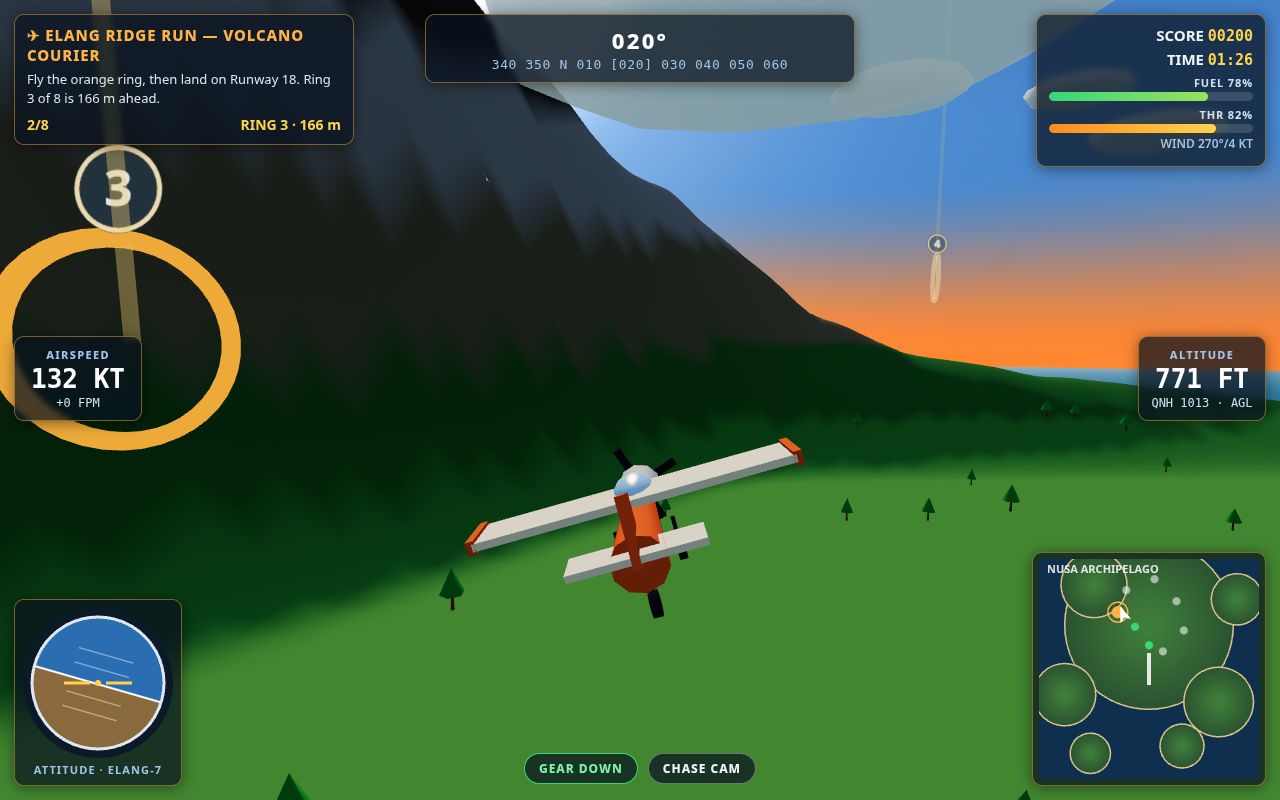 ✈ ELANG RIDGE RUN — VOLCANO
COURIER
Fly the orange ring, then land on Runway 18. Ring
3 of 8 is 166 m ahead.
2/8 RING 3 · 166 m
020°
340 350 N 010 [020] 030 040 050 060
SCORE 00200
TIME 01:26
FUEL 78%
THR 82%
WIND 270°/4 KT
3
4
AIRSPEED
132 KT
+0 FPM
ALTITUDE
771 FT
QNH 1013 · AGL
NUSA ARCHIPELAGO
ATTITUDE · ELANG-7
GEAR DOWN
CHASE CAM